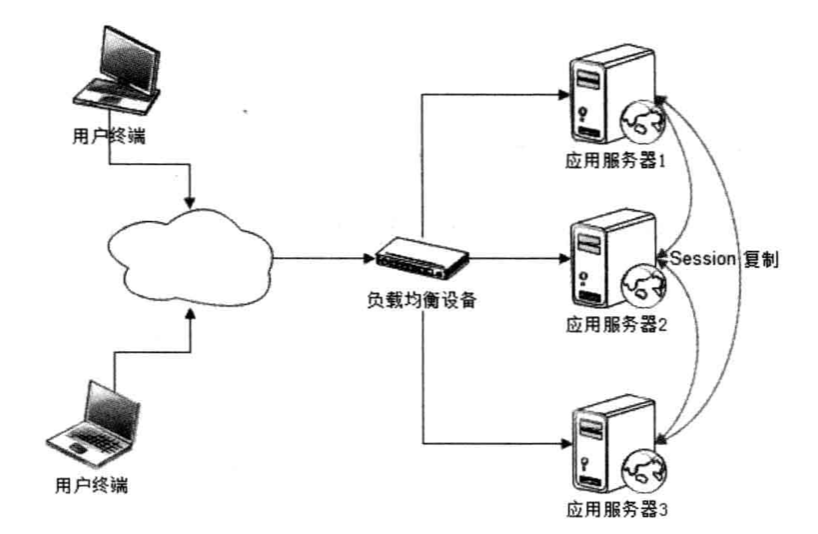 用户终端
应用服务器1
Session 复制
负载均衡设备
应用服务器2
用户终端
应用服务器3